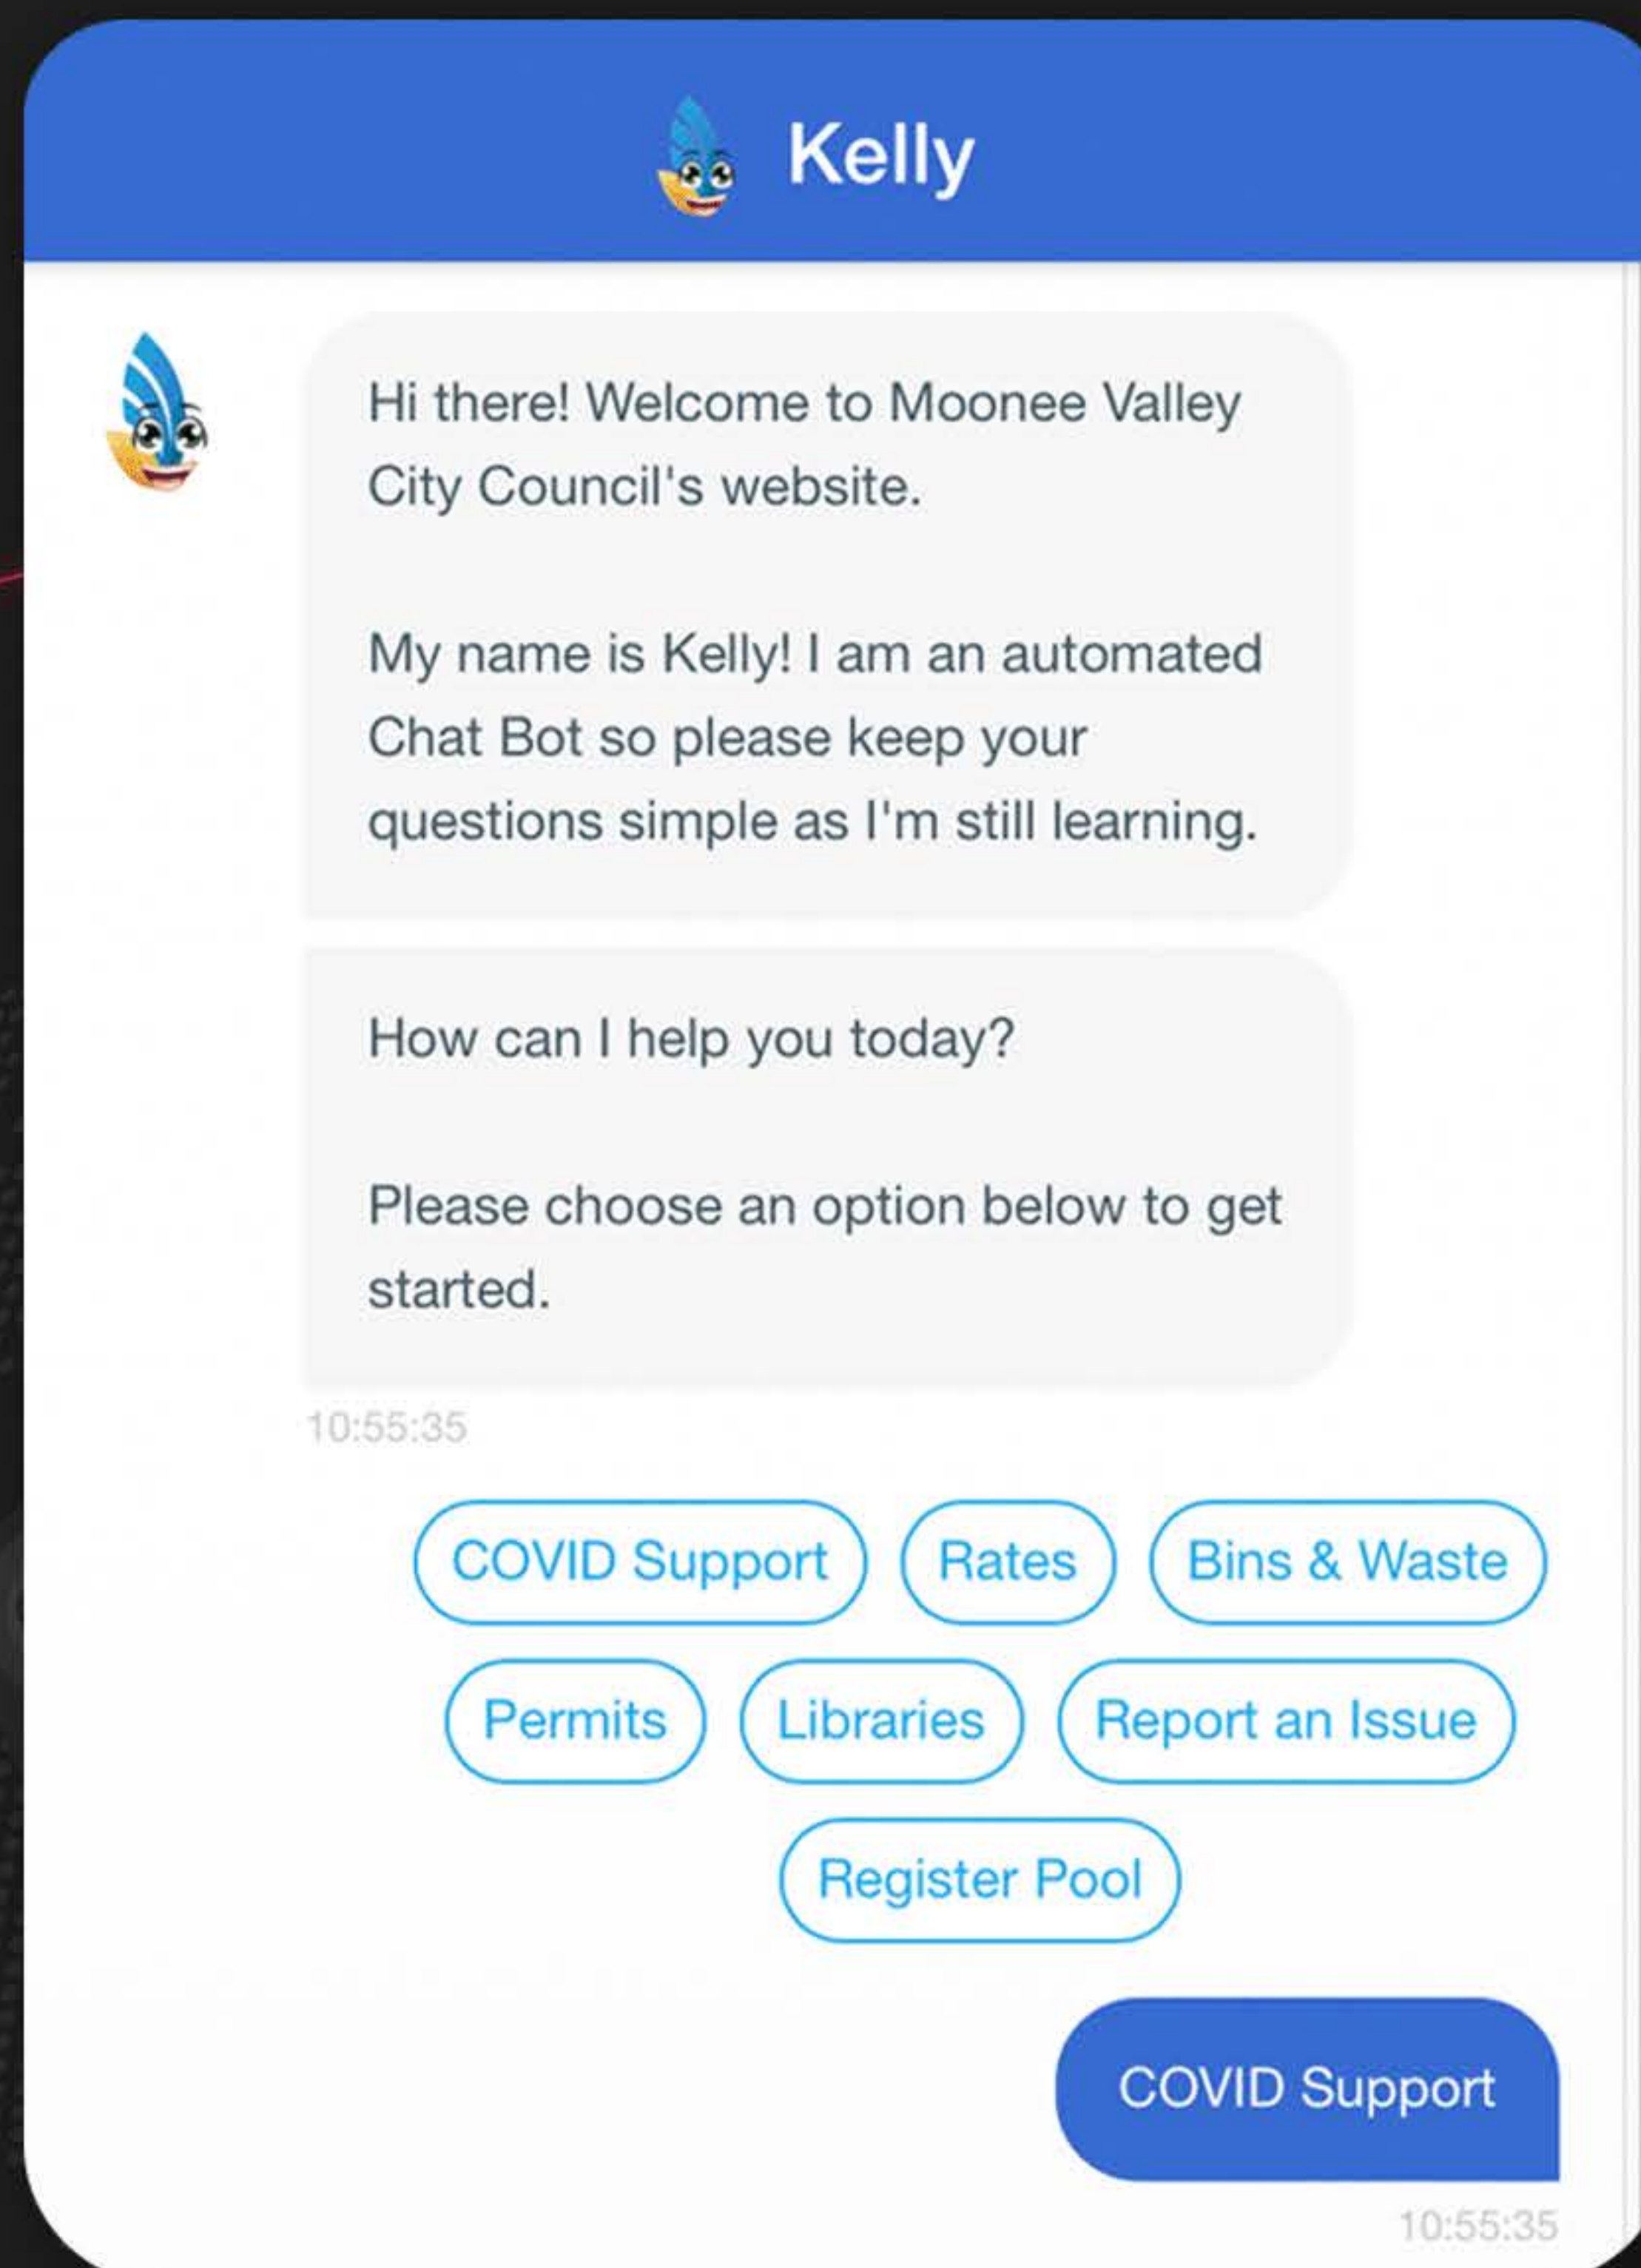 Kelly
Hi there! Welcome to Moonee Valley
City Council's website.
My name is Kelly! I am an automated
Chat Bot so please keep your
questions simple as I'm still learning.
How can I help you today?
Please choose an option below to get
started.
10:55:35
COVID Support Rates Bins & Waste
Permits Libraries Report an Issue
Register Pool
COVID Support
10:55:35